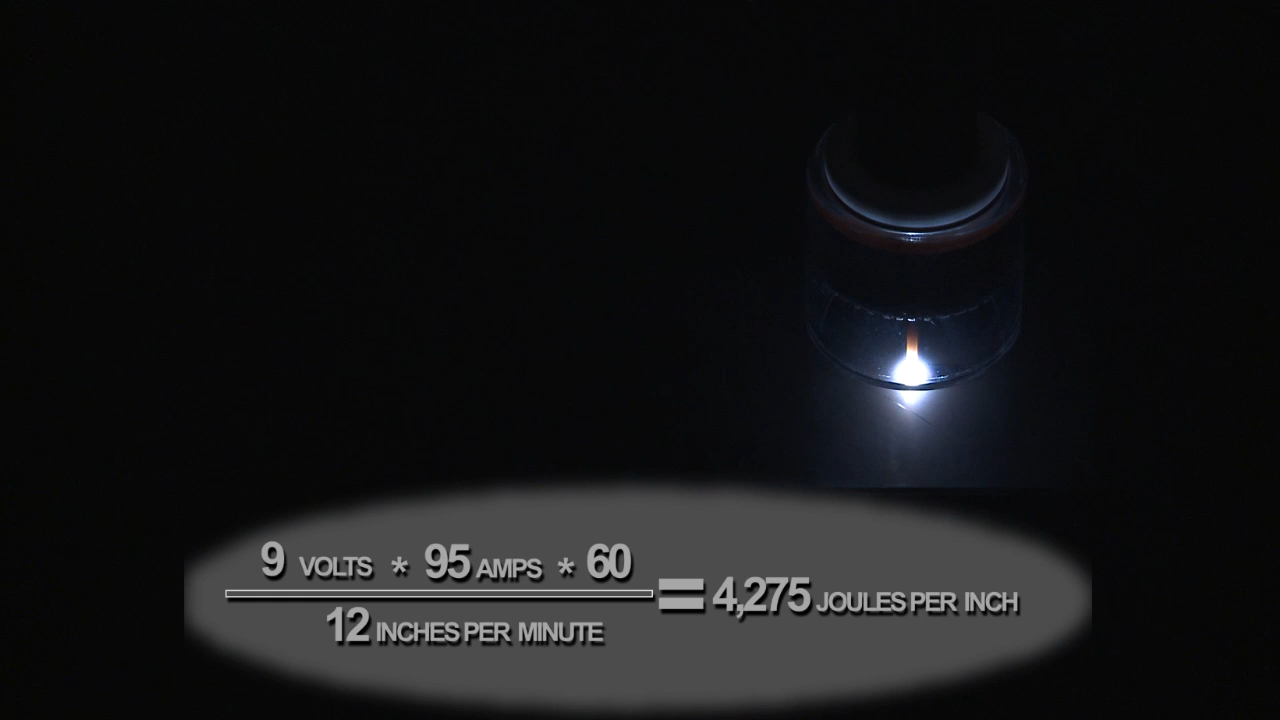 9 VOLTS * 95 AMPS * 60
12 INCHES PER MINUTE
= 4,275 JOULES PER INCH